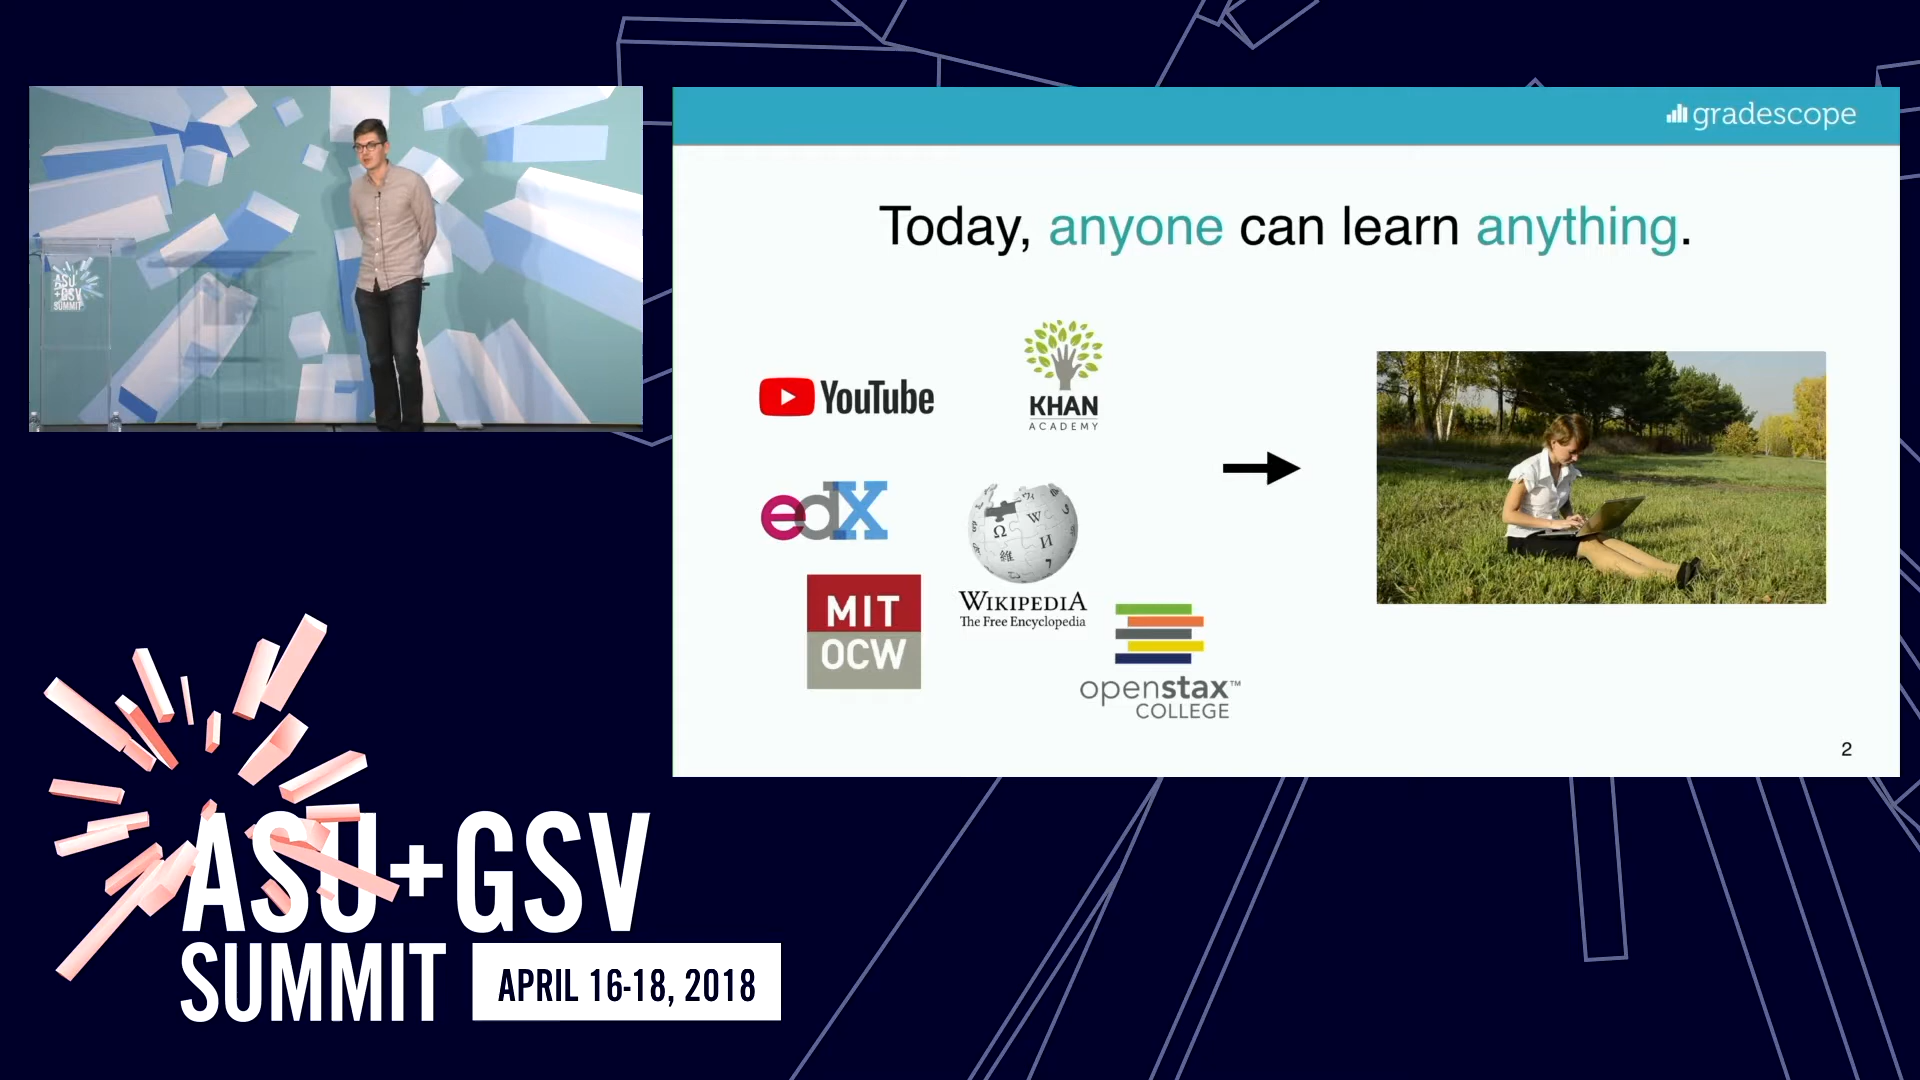 ASU
+GSV
SUMMIT
gradescope
Today, anyone can learn anything.
YouTube
KHAN
ACADEMY
edX
WIKIPEDIA
The Free Encyclopedia
MIT
OCW
openstax™
COLLEGE
2
ASU+GSV
SUMMIT
APRIL 16-18, 2018